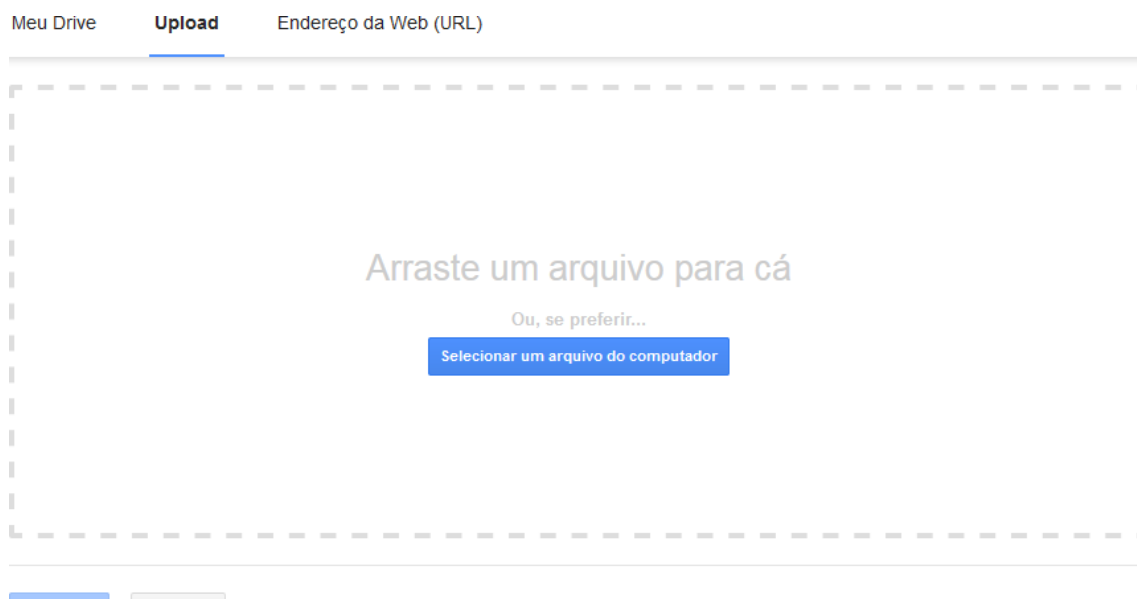 Meu Drive Upload Endereço da Web (URL)
Arraste um arquivo para cá
Ou, se preferir...
Selecionar um arquivo do computador